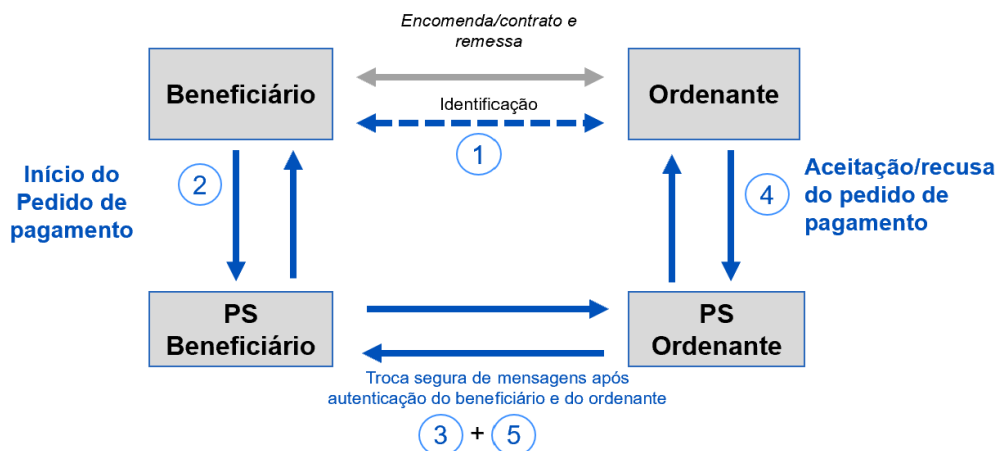 Encomenda/contrato e
remessa
Beneficiário
Ordenante
Identificação
1
Início do
Pedido de
pagamento
2
4
Aceitação/recusa
do pedido de
pagamento
PS
Beneficiário
PS
Ordenante
Troca segura de mensagens após
autenticação do beneficiário e do ordenante
3 + 5